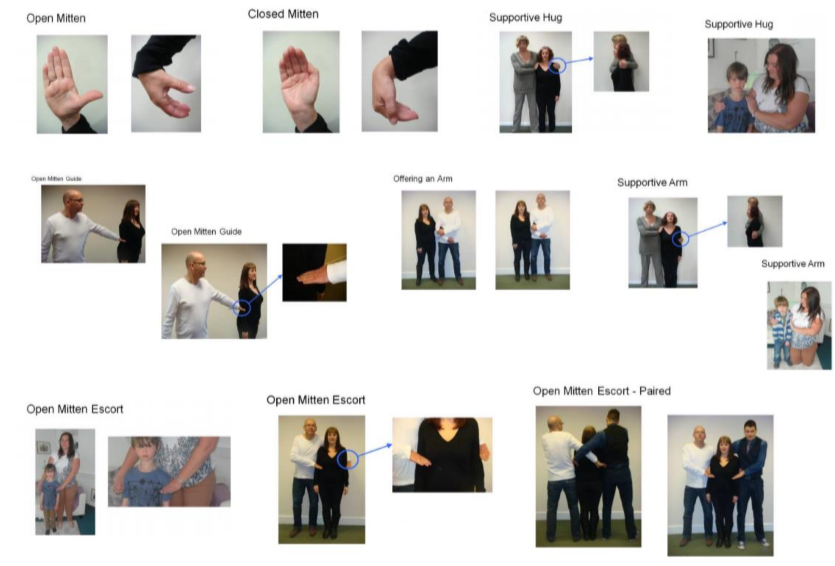 Open Mitten
Closed Mitten
Supportive Hug
Supportive Hug
Open Mitten Guide
Open Mitten Guide
Offering an Arm
Supportive Arm
Supportive Arm
Open Mitten Escort
Open Mitten Escort
Open Mitten Escort - Paired